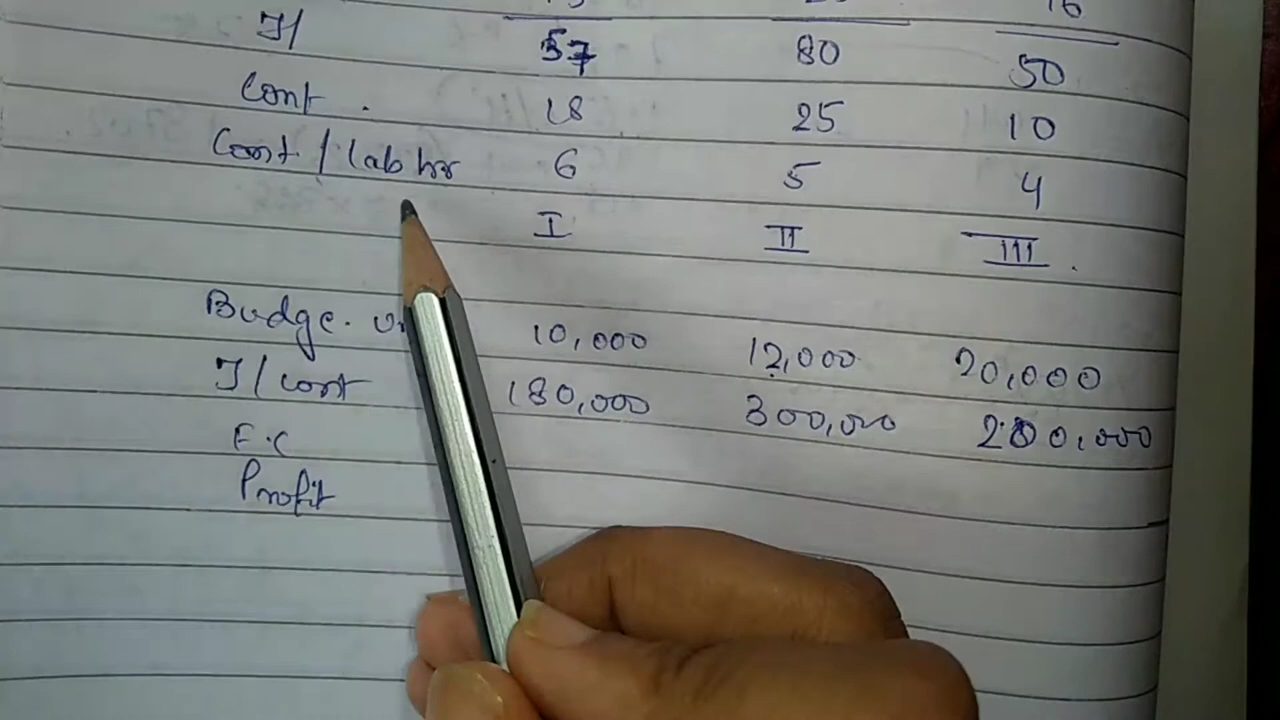 16
T/ 57 80 50
Cont. 18 25 10
Cont/lab hr 6 5 4
I II III.
Budge.
T/cont 10,000 12,000 20,000
180,000 300,000 200,000
F.C
Profit